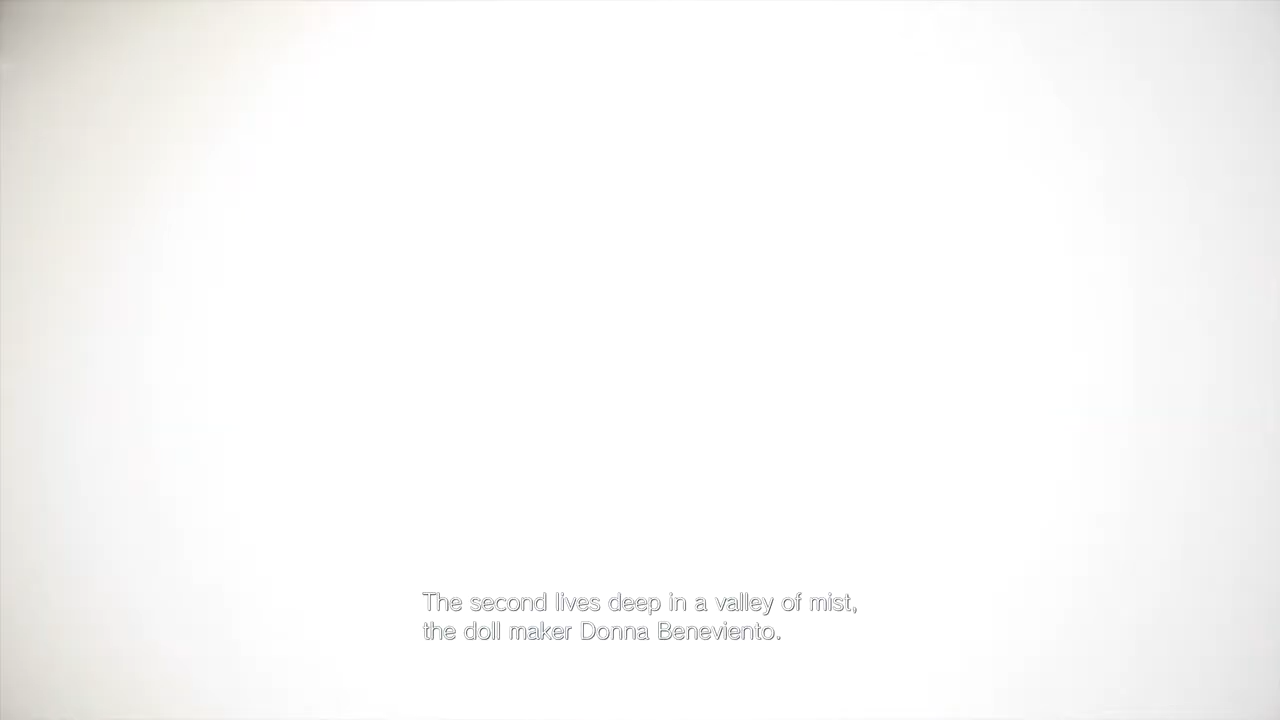 The second lives deep in a valley of mist,
the doll maker Donna Beneviento.